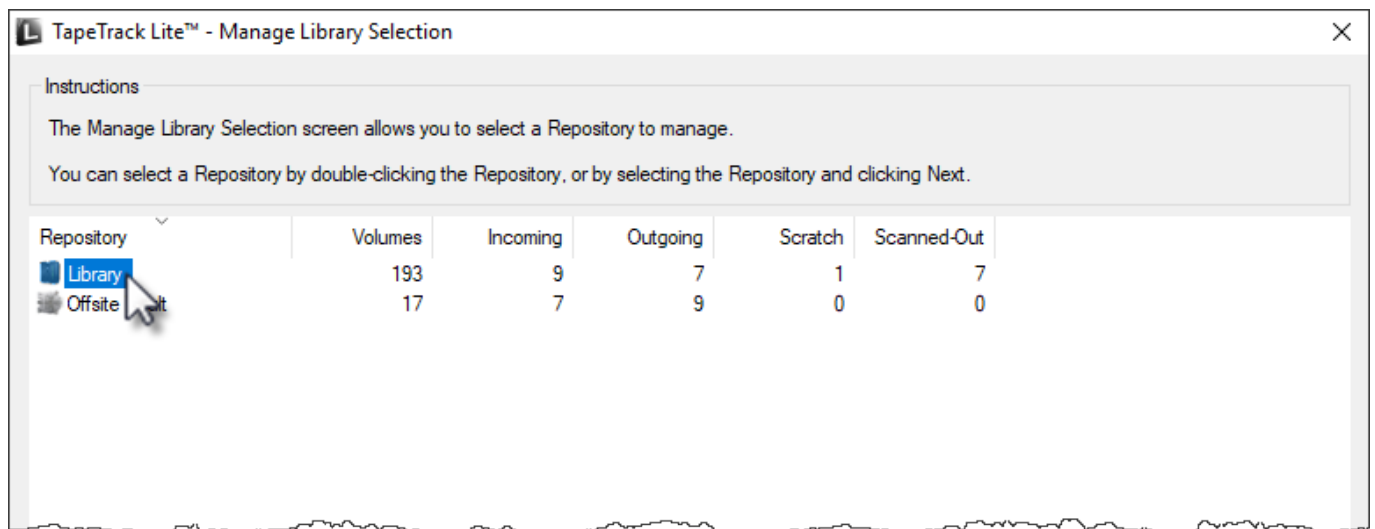 TapeTrack Lite™ - Manage Library Selection
Instructions
The Manage Library Selection screen allows you to select a Repository to manage.
You can select a Repository by double-clicking the Repository, or by selecting the Repository and clicking Next.
Repository Volumes Incoming Outgoing Scratch Scanned-Out
Library 193 9 7 1 7
Offsite 17 7 9 0 0